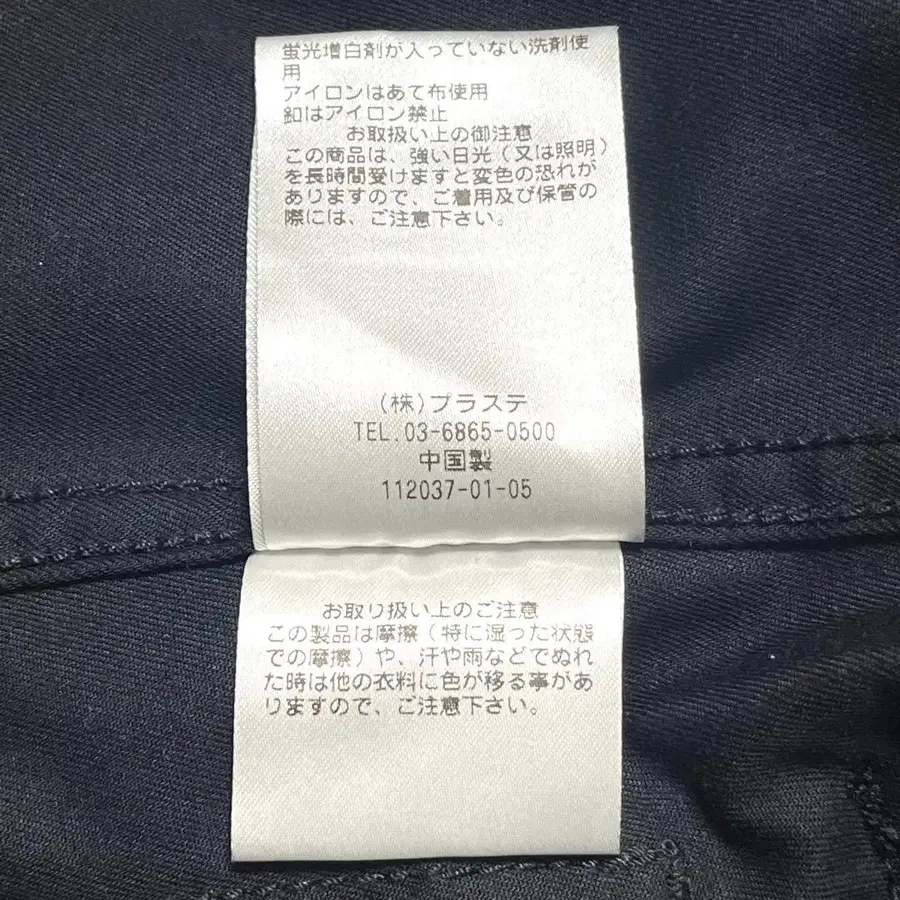 蛍光増白剤が入っていない洗剤使
用
アイロンはあて布使用
釦はアイロン禁止
お取扱い上の御注意
この商品は、強い日光(又は照明)
を長時間受けますと変色の恐れが
ありますので、ご着用及び保管の
際には、ご注意下さい。
(株)プラステ
TEL.03-6865-0500
中国製
112037-01-05
お取り扱い上のご注意
この製品は摩擦(特に湿った状態
での摩擦)や、汗や雨などでぬれ
た時は他の衣料に色が移る事があ
りますので、ご注意下さい。